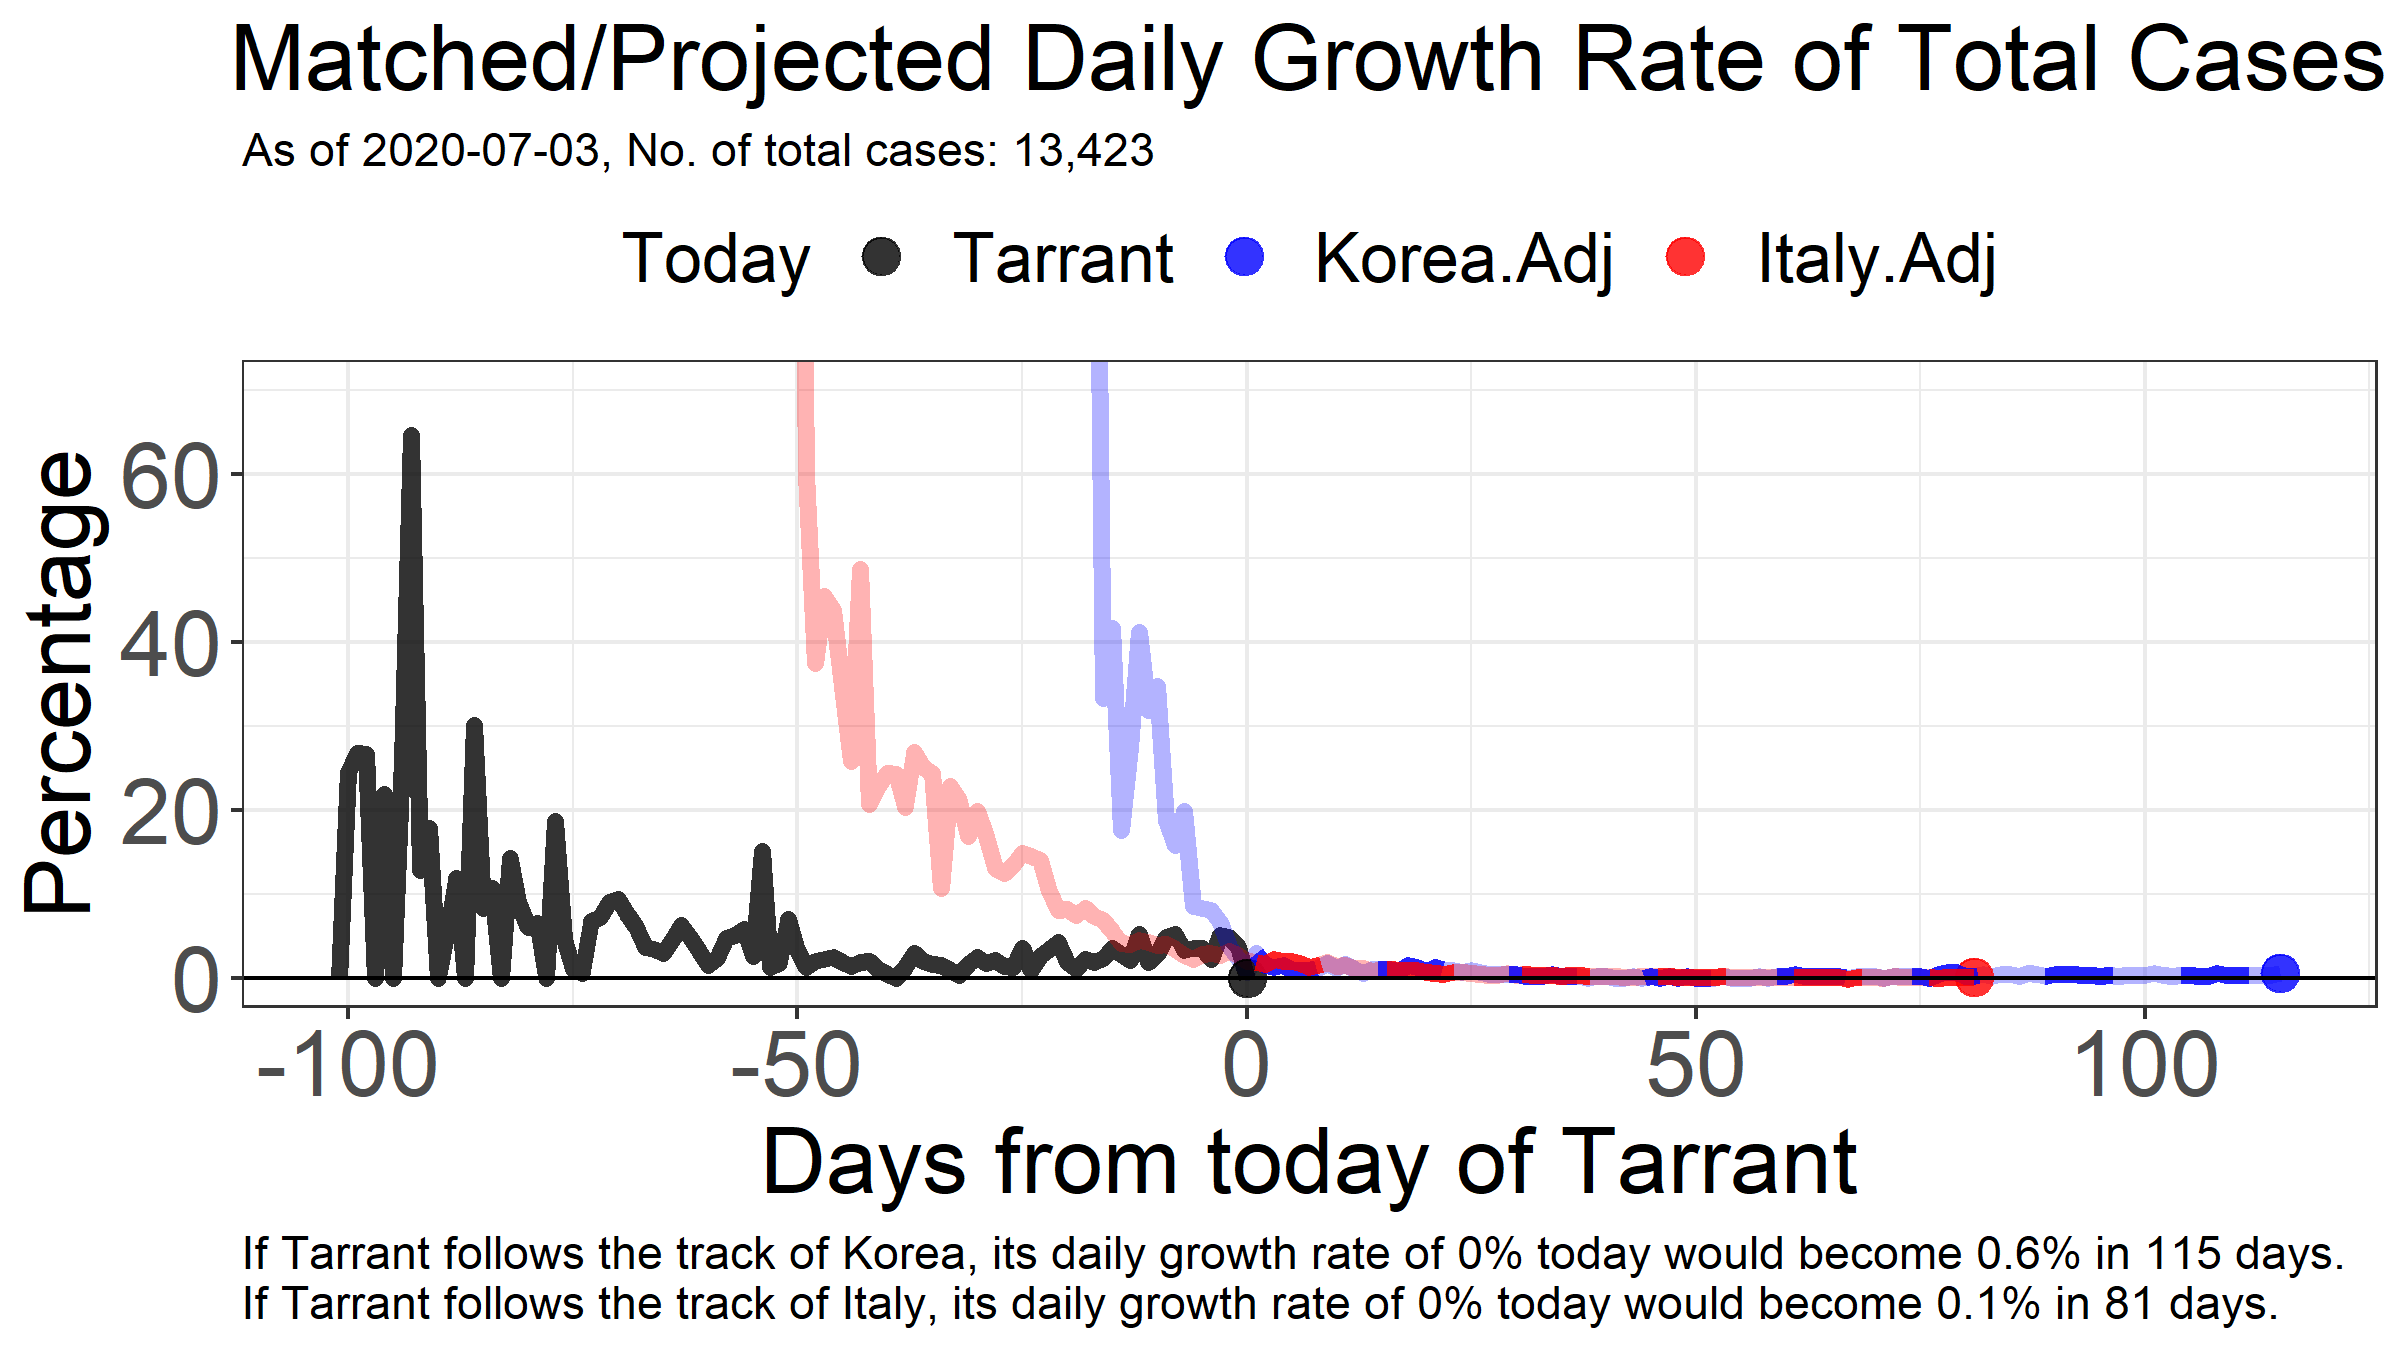 Matched/Projected Daily Growth Rate of Total Cases
As of 2020-07-03, No. of total cases: 13,423
Today Tarrant Korea.Adj Italy.Adj
Percentage
60
40
20
0
-100 -50 0 50 100
Days from today of Tarrant
If Tarrant follows the track of Korea, its daily growth rate of 0% today would become 0.6% in 115 days.
If Tarrant follows the track of Italy, its daily growth rate of 0% today would become 0.1% in 81 days.